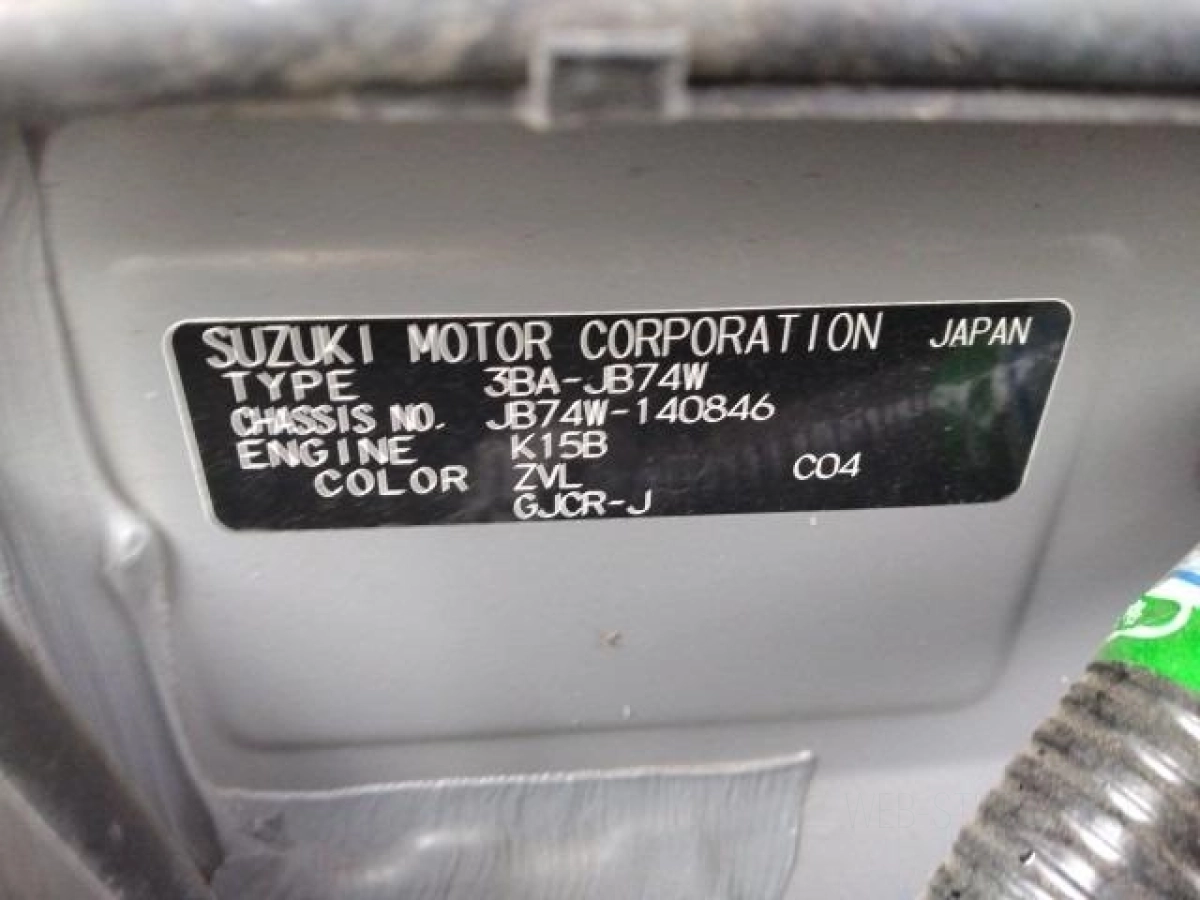 SUZUKI MOTOR CORPORATION JAPAN
TYPE 3BA-JB74W
CHASSIS NO. JB74W-140846
ENGINE K15B
COLOR ZVL C04
GJCR-J